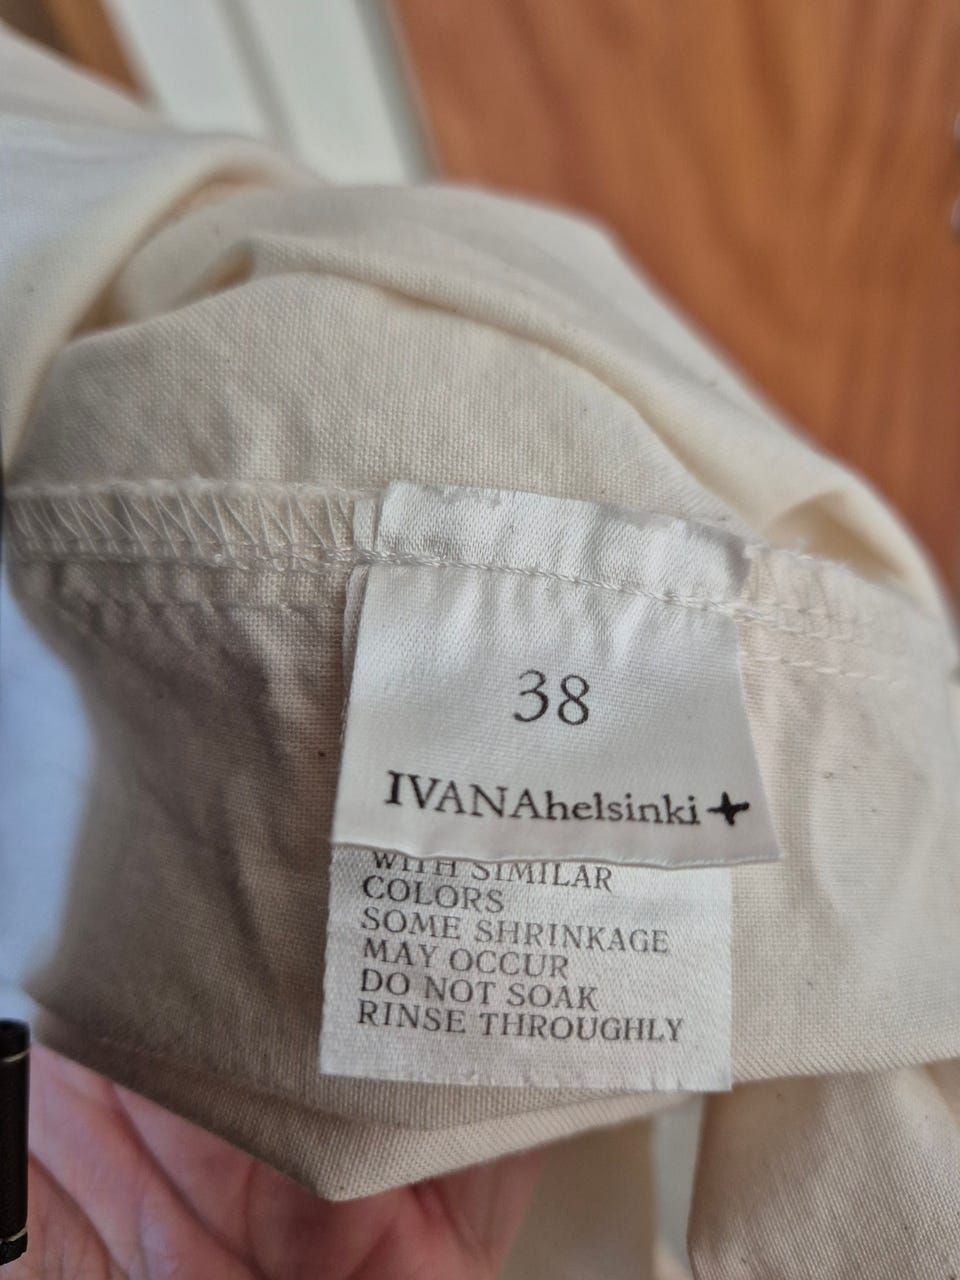 38
IVANAhelsinki
WITH SIMILAR
COLORS
SOME SHRINKAGE
MAY OCCUR
DO NOT SOAK
RINSE THROUGHLY